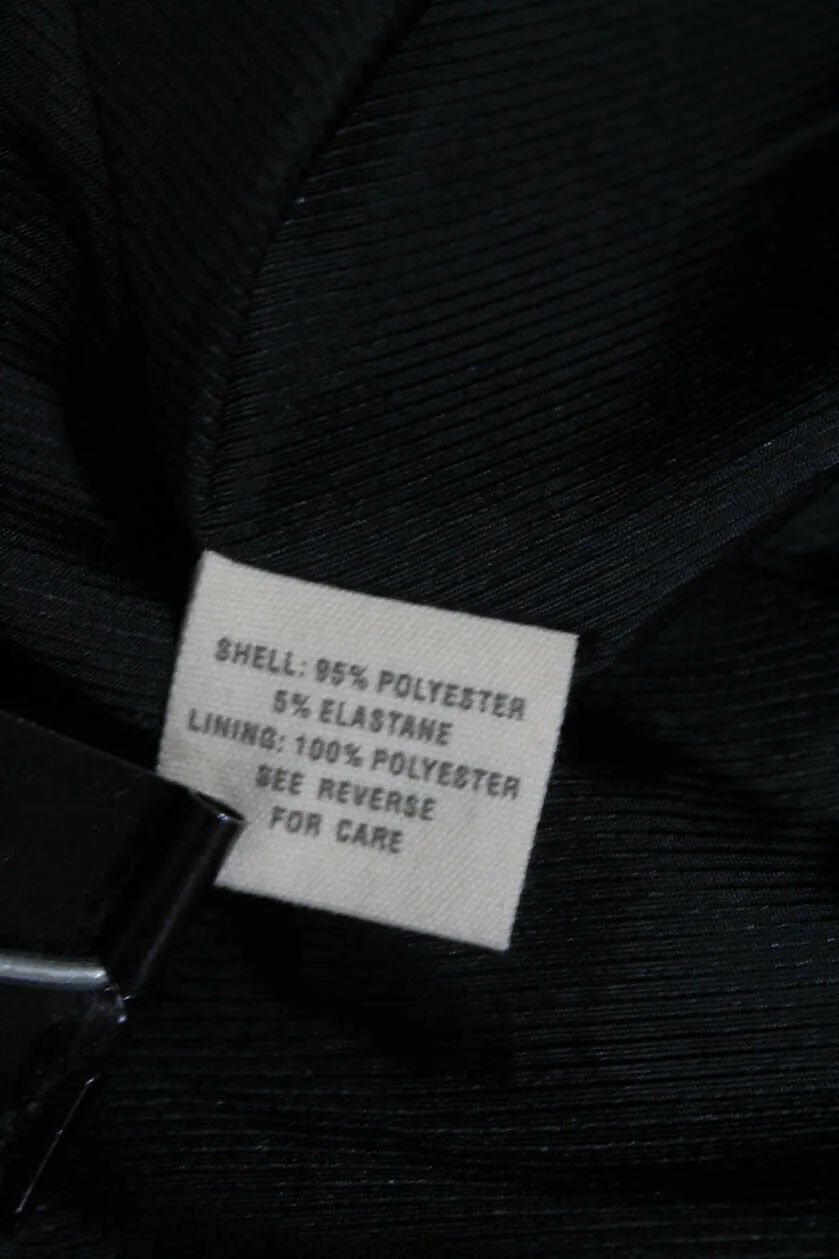 SHELL: 95% POLYESTER
5% ELASTANE
LINING: 100% POLYESTER
SEE REVERSE
FOR CARE